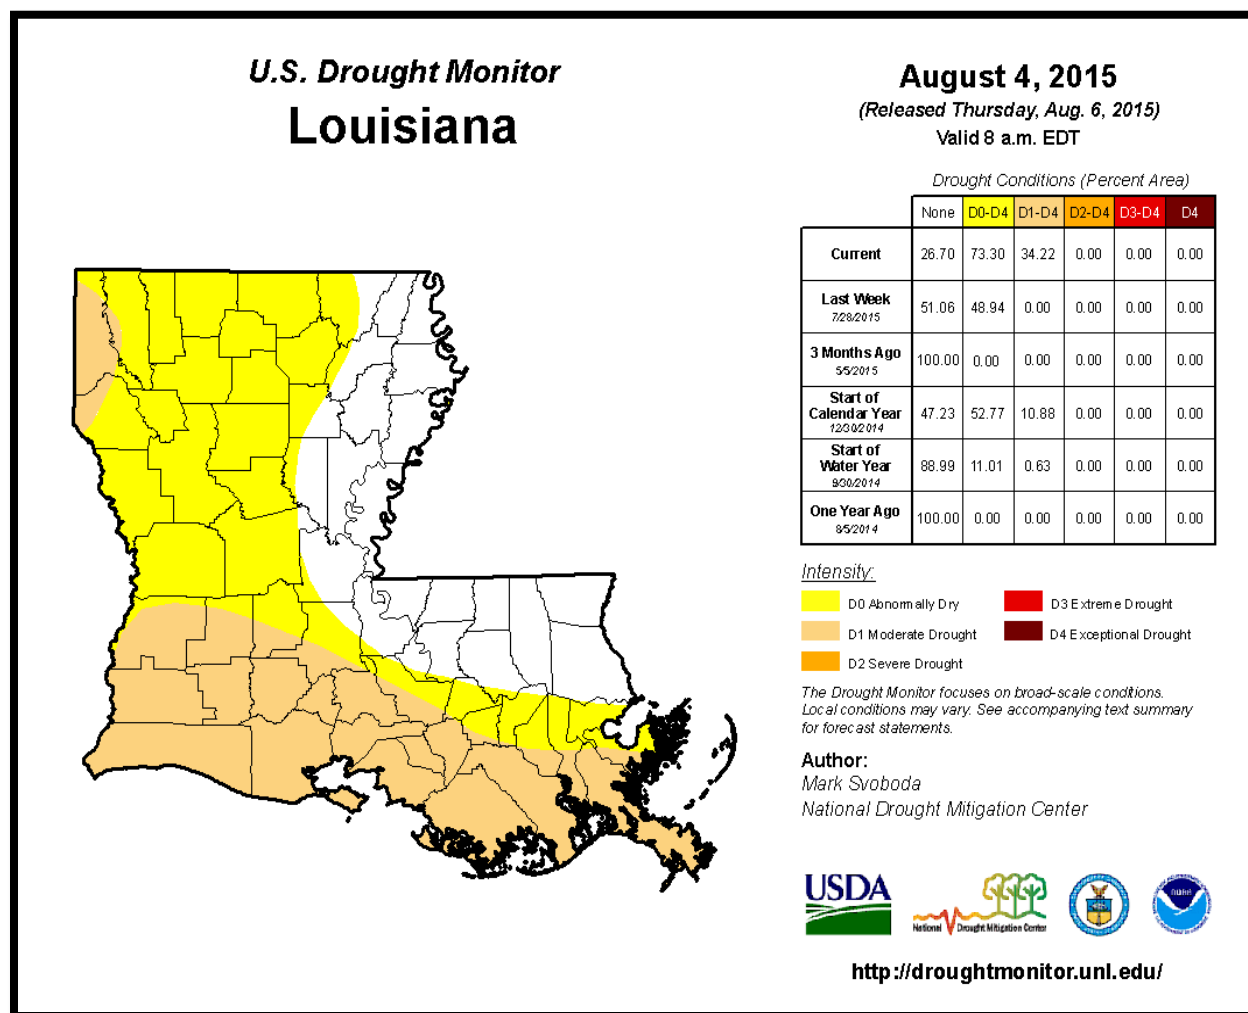 U.S. Drought Monitor
Louisiana
August 4, 2015
(Released Thursday, Aug. 6, 2015)
Valid 8 a.m. EDT
Drought Conditions (Percent Area)
None D0-D4 D1-D4 D2-D4 D3-D4 D4
Current 26.70 73.30 34.22 0.00 0.00 0.00
Last Week 7/28/2015 51.06 48.94 0.00 0.00 0.00 0.00
3 Months Ago 5/5/2015 100.00 0.00 0.00 0.00 0.00 0.00
Start of Calendar Year 12/30/2014 47.23 52.77 10.88 0.00 0.00 0.00
Start of Water Year 9/30/2014 88.99 11.01 0.63 0.00 0.00 0.00
One Year Ago 8/5/2014 100.00 0.00 0.00 0.00 0.00 0.00
Intensity:
D0 Abnormally Dry
D1 Moderate Drought
D2 Severe Drought
D3 Extreme Drought
D4 Exceptional Drought
The Drought Monitor focuses on broad-scale conditions.
Local conditions may vary. See accompanying text summary
for forecast statements.
Author:
Mark Svoboda
National Drought Mitigation Center
USDA
National Drought Mitigation Center
http://droughtmonitor.unl.edu/